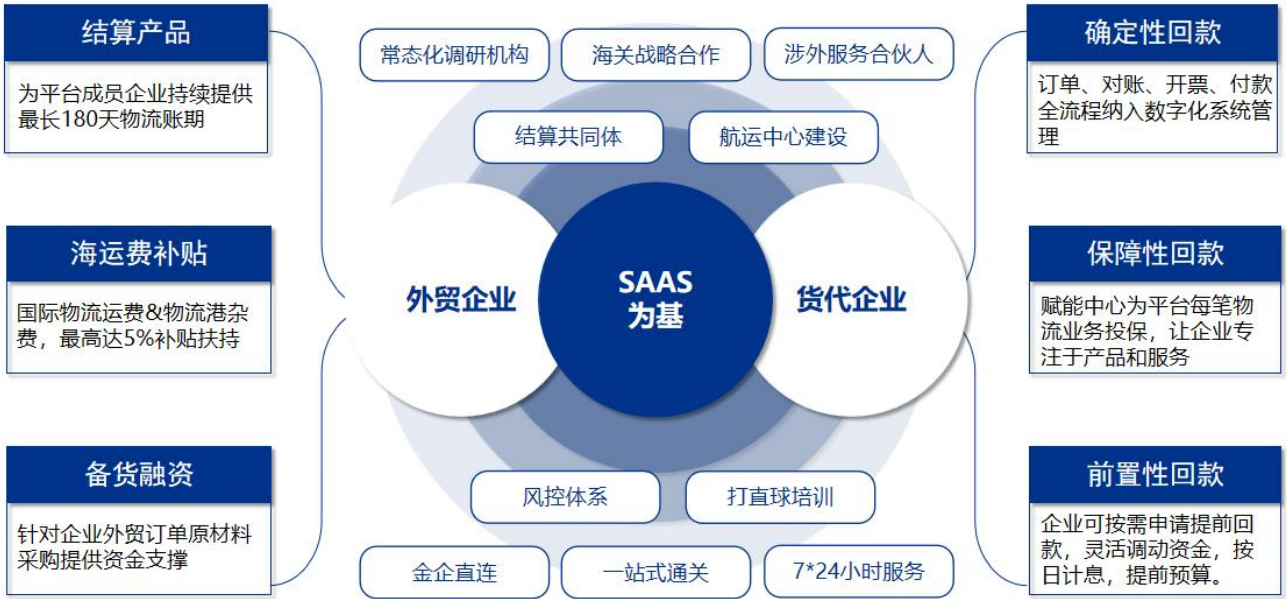 结算产品
为平台成员企业持续提供
最长180天物流账期
海运费补贴
国际物流运费&物流港杂
费，最高达5%补贴扶持
备货融资
针对企业外贸订单原材料
采购提供资金支撑
常态化调研机构
海关战略合作
涉外服务合伙人
结算共同体
航运中心建设
外贸企业
SAAS
为基
货代企业
风控体系
打直球培训
金企直连
一站式通关
7*24小时服务
确定性回款
订单、对账、开票、付款
全流程纳入数字化系统管
理
保障性回款
赋能中心为平台每笔物
流业务投保，让企业专
注于产品和服务
前置性回款
企业可按需申请提前回
款，灵活调动资金，按
日计息，提前预算。